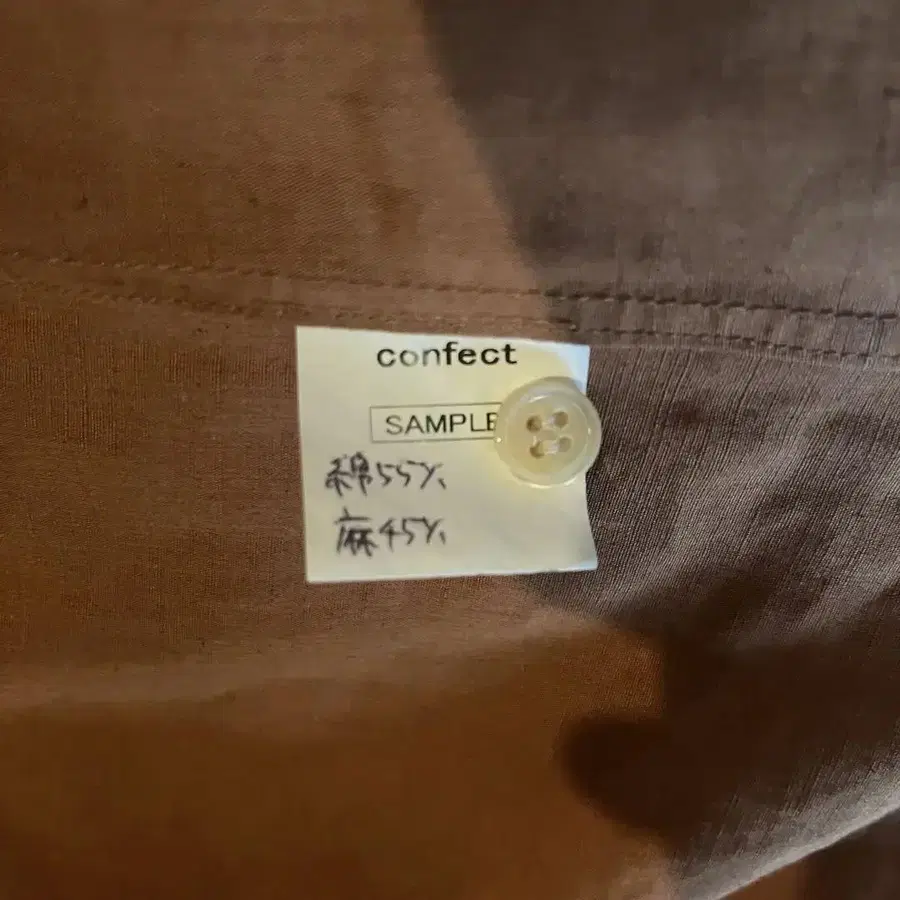 confect
SAMPLE
綿55%
麻45%